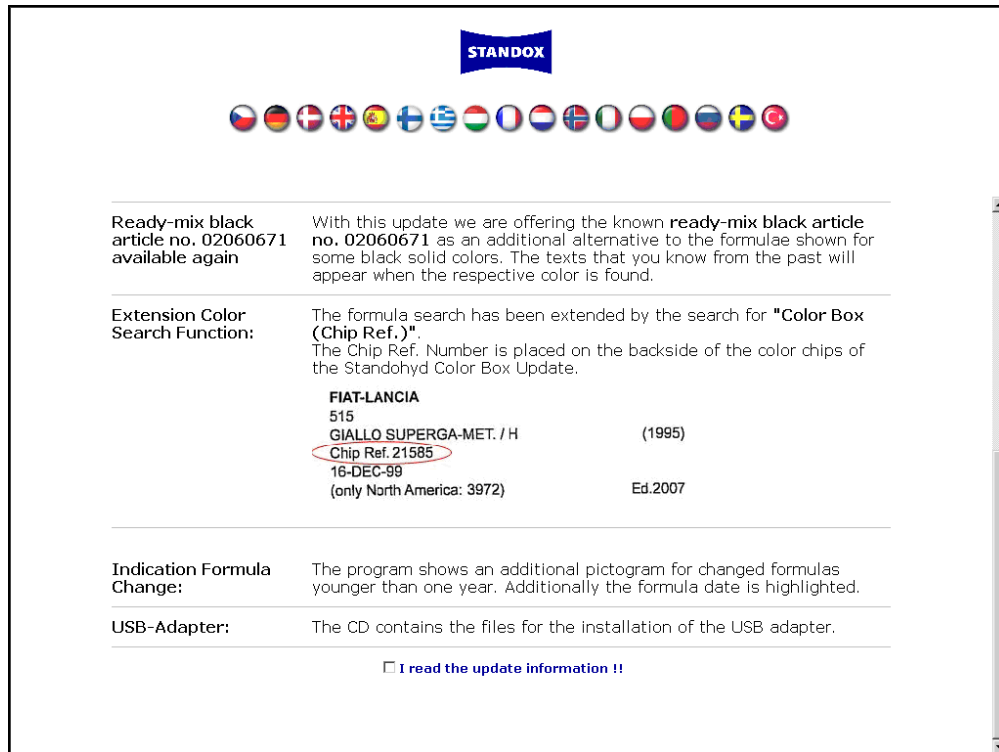 STANDOX
Ready-mix black
article no. 02060671
available again
With this update we are offering the known ready-mix black article
no. 02060671 as an additional alternative to the formulae shown for
some black solid colors. The texts that you know from the past will
appear when the respective color is found.
Extension Color
Search Function:
The formula search has been extended by the search for "Color Box
(Chip Ref.)".
The Chip Ref. Number is placed on the backside of the color chips of
the Standohyd Color Box Update.
FIAT-LANCIA
515
GIALLO SUPERGA-MET. / H (1995)
Chip Ref. 21585
16-DEC-99
(only North America: 3972) Ed.2007
Indication Formula
Change:
The program shows an additional pictogram for changed formulas
younger than one year. Additionally the formula date is highlighted.
USB-Adapter:
The CD contains the files for the installation of the USB adapter.
I read the update information !!